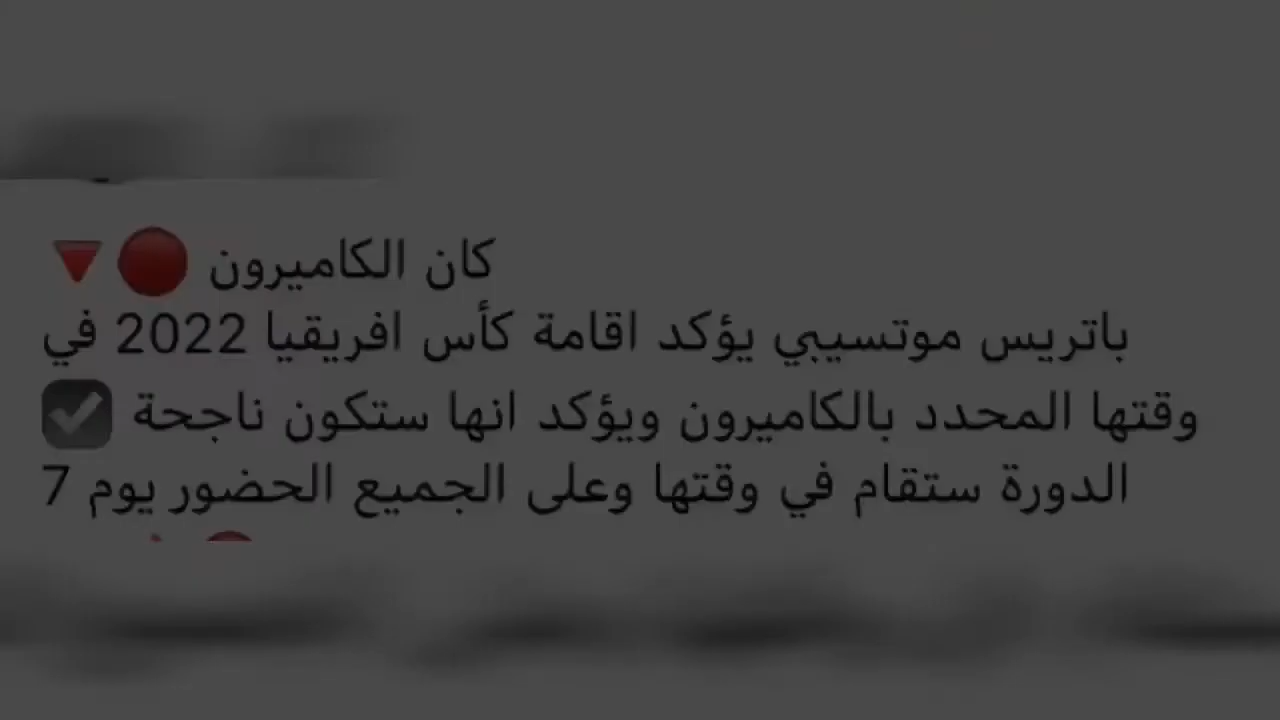 كان الكاميرون 🔴🔻
باتريس موتسيبي يؤكد اقامة كأس افريقيا 2022 في
وقتها المحدد بالكاميرون ويؤكد انها ستكون ناجحة ☑️
الدورة ستقام في وقتها وعلى الجميع الحضور يوم 7